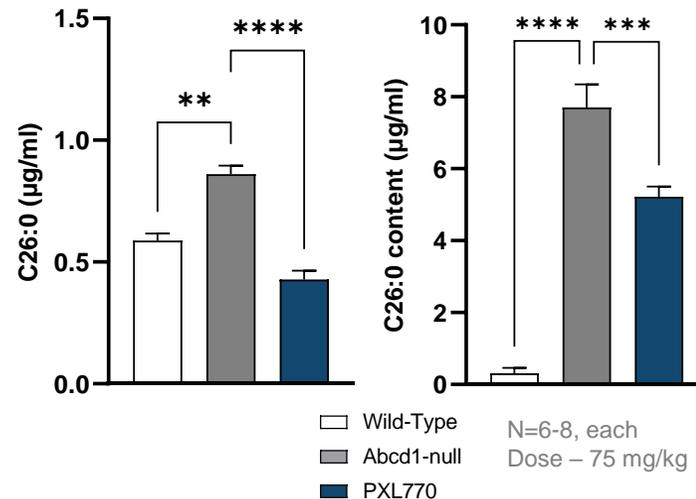 1.5
1.0
0.5
0.0
C26:0 (µg/ml)
**
****
10
8
6
4
2
0
C26:0 content (µg/ml)
****
***
Wild-Type
Abcd1-null
PXL770
N=6-8, each
Dose – 75 mg/kg